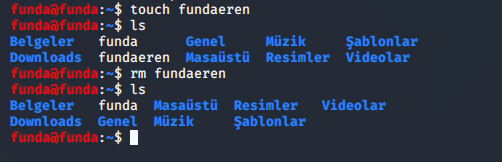 funda@funda:~$ touch fundaeren
funda@funda:~$ ls
Belgeler   funda      Genel     Müzik     Şablonlar
Downloads  fundaeren  Masaüstü  Resimler  Videolar
funda@funda:~$ rm fundaeren
funda@funda:~$ ls
Belgeler   funda  Masaüstü  Resimler   Videolar
Downloads  Genel  Müzik     Şablonlar
funda@funda:~$